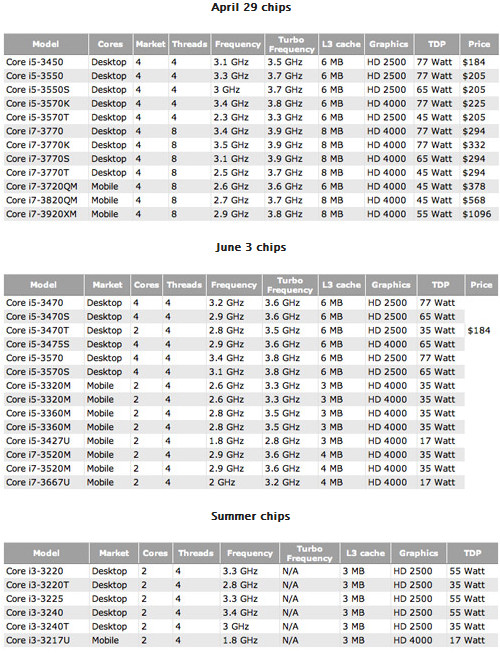 April 29 chips
Model Cores Market Threads Frequency Turbo Frequency L3 cache Graphics TDP Price
Core i5-3450 Desktop 4 4 3.1 GHz 3.5 GHz 6 MB HD 2500 77 Watt $184
Core i5-3550 Desktop 4 4 3.3 GHz 3.7 GHz 6 MB HD 2500 77 Watt $205
Core i5-3550S Desktop 4 4 3 GHz 3.7 GHz 6 MB HD 2500 65 Watt $205
Core i5-3570K Desktop 4 4 3.4 GHz 3.8 GHz 6 MB HD 4000 77 Watt $225
Core i5-3570T Desktop 4 4 2.3 GHz 3.3 GHz 6 MB HD 2500 45 Watt $205
Core i7-3770 Desktop 4 8 3.4 GHz 3.9 GHz 8 MB HD 4000 77 Watt $294
Core i7-3770K Desktop 4 8 3.5 GHz 3.9 GHz 8 MB HD 4000 77 Watt $332
Core i7-3770S Desktop 4 8 3.1 GHz 3.9 GHz 8 MB HD 4000 65 Watt $294
Core i7-3770T Desktop 4 8 2.5 GHz 3.7 GHz 8 MB HD 4000 45 Watt $294
Core i7-3720QM Mobile 4 8 2.6 GHz 3.6 GHz 6 MB HD 4000 45 Watt $378
Core i7-3820QM Mobile 4 8 2.7 GHz 3.7 GHz 8 MB HD 4000 45 Watt $568
Core i7-3920XM Mobile 4 8 2.9 GHz 3.8 GHz 8 MB HD 4000 55 Watt $1096
June 3 chips
Model Market Cores Threads Frequency Turbo Frequency L3 cache Graphics TDP Price
Core i5-3470 Desktop 4 4 3.2 GHz 3.6 GHz 6 MB HD 2500 77 Watt
Core i5-3470S Desktop 4 4 2.9 GHz 3.6 GHz 6 MB HD 2500 65 Watt
Core i5-3470T Desktop 2 4 2.8 GHz 3.5 GHz 6 MB HD 2500 35 Watt $184
Core i5-3475S Desktop 4 4 2.9 GHz 3.6 GHz 6 MB HD 4000 65 Watt
Core i5-3570 Desktop 4 4 3.4 GHz 3.8 GHz 6 MB HD 2500 77 Watt
Core i5-3570S Desktop 4 4 3.1 GHz 3.8 GHz 6 MB HD 2500 65 Watt
Core i5-3320M Mobile 2 4 2.6 GHz 3.3 GHz 3 MB HD 4000 35 Watt
Core i5-3320M Mobile 2 4 2.6 GHz 3.3 GHz 3 MB HD 4000 35 Watt
Core i5-3360M Mobile 2 4 2.8 GHz 3.5 GHz 3 MB HD 4000 35 Watt
Core i5-3360M Mobile 2 4 2.8 GHz 3.5 GHz 3 MB HD 4000 35 Watt
Core i5-3427U Mobile 2 4 1.8 GHz 2.8 GHz 3 MB HD 4000 17 Watt
Core i7-3520M Mobile 2 4 2.9 GHz 3.6 GHz 4 MB HD 4000 35 Watt
Core i7-3520M Mobile 2 4 2.9 GHz 3.6 GHz 4 MB HD 4000 35 Watt
Core i7-3667U Mobile 2 4 2 GHz 3.2 GHz 4 MB HD 4000 17 Watt
Summer chips
Model Market Cores Threads Frequency Turbo Frequency L3 cache Graphics TDP
Core i3-3220 Desktop 2 4 3.3 GHz N/A 3 MB HD 2500 55 Watt
Core i3-3220T Desktop 2 4 2.8 GHz N/A 3 MB HD 2500 35 Watt
Core i3-3225 Desktop 2 4 3.3 GHz N/A 3 MB HD 2500 55 Watt
Core i3-3240 Desktop 2 4 3.4 GHz N/A 3 MB HD 2500 55 Watt
Core i3-3240T Desktop 2 4 3 GHz N/A 3 MB HD 2500 35 Watt
Core i3-3217U Mobile 2 4 1.8 GHz N/A 3 MB HD 4000 17 Watt